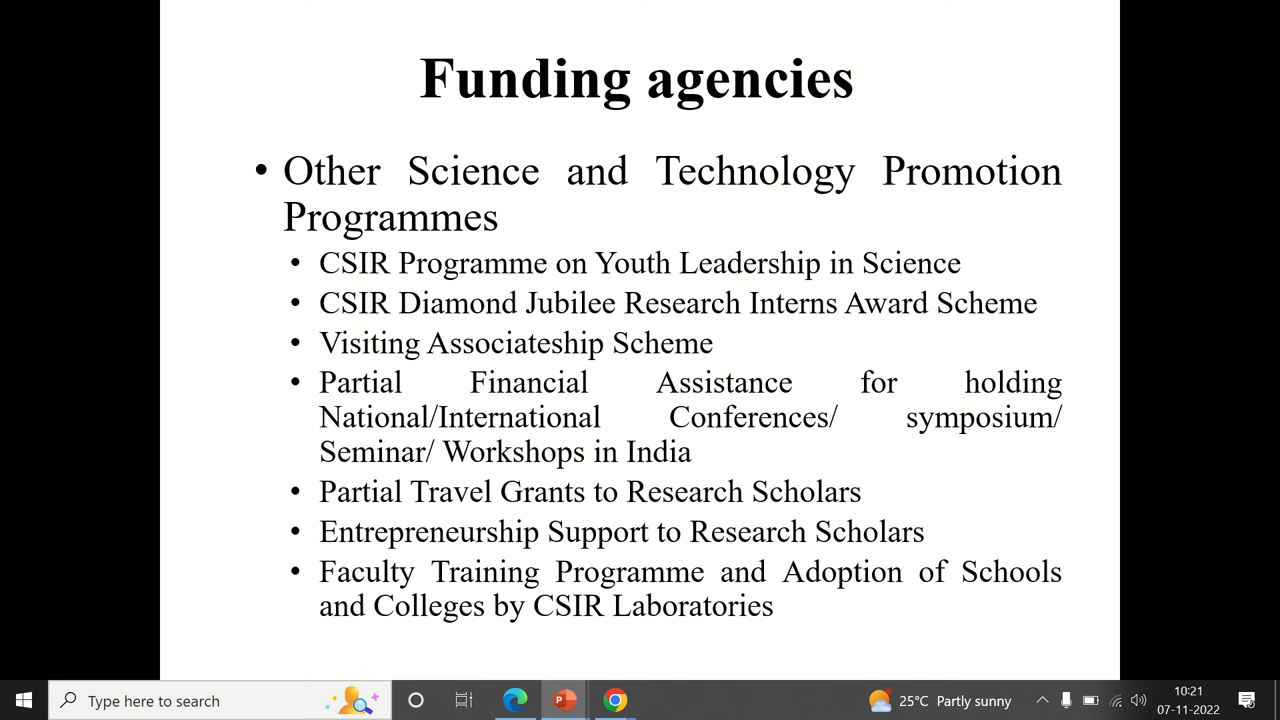 Funding agencies
• Other Science and Technology Promotion
Programmes
• CSIR Programme on Youth Leadership in Science
• CSIR Diamond Jubilee Research Interns Award Scheme
• Visiting Associateship Scheme
• Partial Financial Assistance for holding
National/International Conferences/ symposium/
Seminar/ Workshops in India
• Partial Travel Grants to Research Scholars
• Entrepreneurship Support to Research Scholars
• Faculty Training Programme and Adoption of Schools
and Colleges by CSIR Laboratories
Type here to search
25°C Partly sunny
10:21
07-11-2022